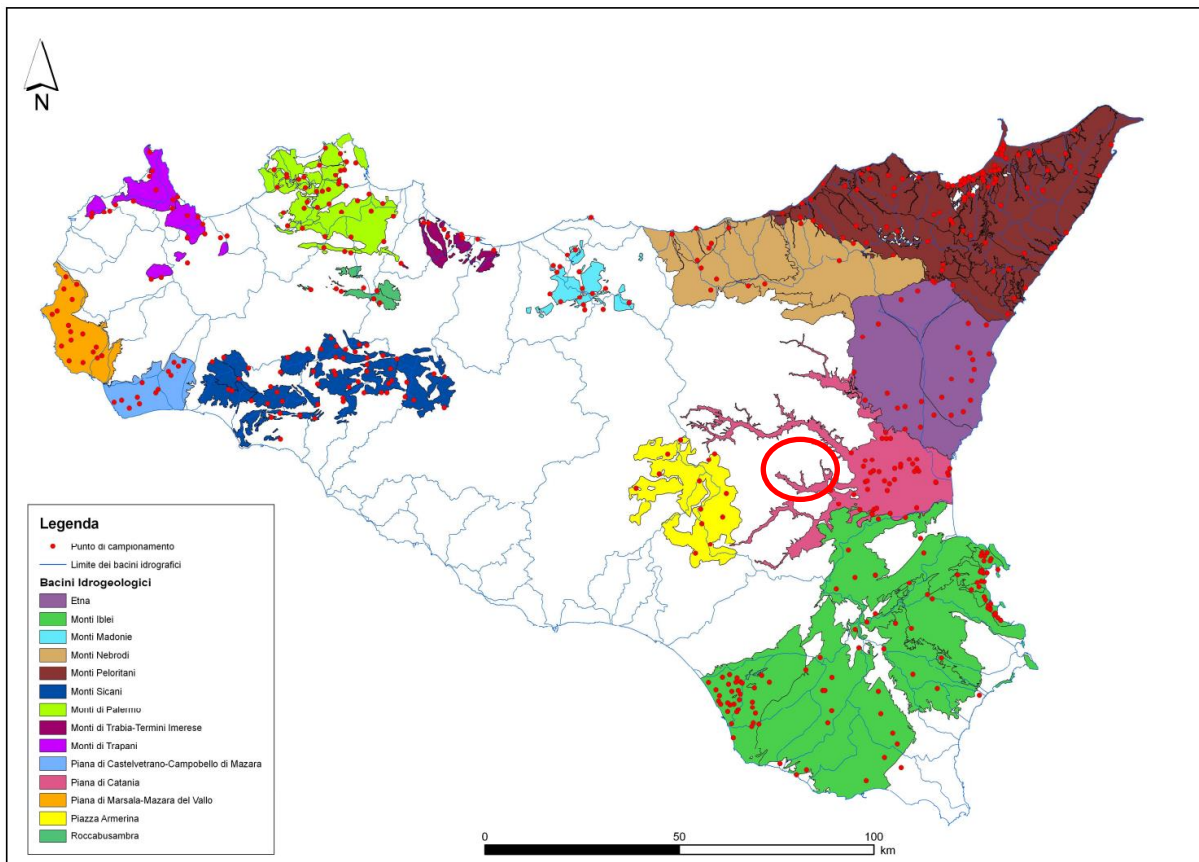 N
Legenda
Punto di campionamento
Limite dei bacini idrografici
Bacini Idrogeologici
Etna
Monti Iblei
Monti Madonie
Monti Nebrodi
Monti Peloritani
Monti Sicani
Monti di Palermo
Monti di Trabia-Termini Imerese
Monti di Trapani
Piana di Castelvetrano-Campobello di Mazara
Piana di Catania
Piana di Marsala-Mazara del Vallo
Piazza Armerina
Roccabusambra
0 50 100
km